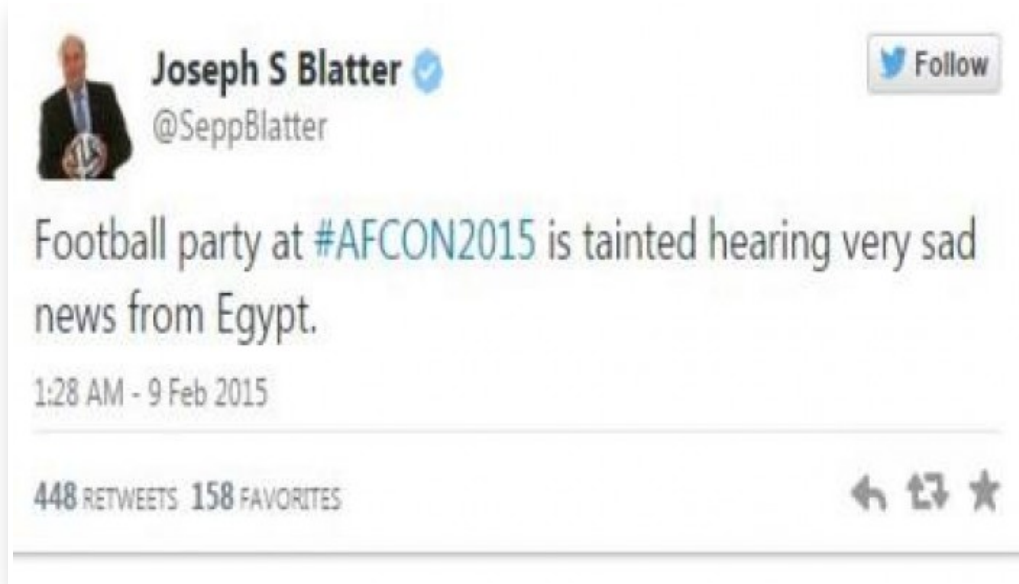 Joseph S Blatter
Follow
@SeppBlatter
Football party at #AFCON2015 is tainted hearing very sad
news from Egypt.
1:28 AM - 9 Feb 2015
448 RETWEETS 158 FAVORITES